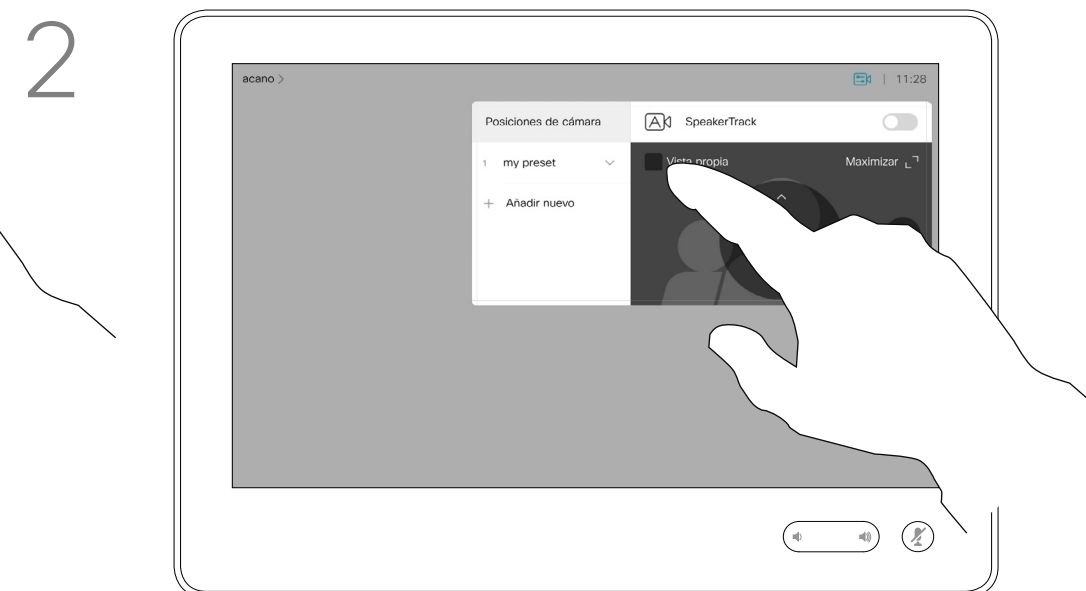 2
acano >
11:28
Posiciones de cámara
SpeakerTrack
1 my preset
Vista propia
Maximizar
+ Añadir nuevo